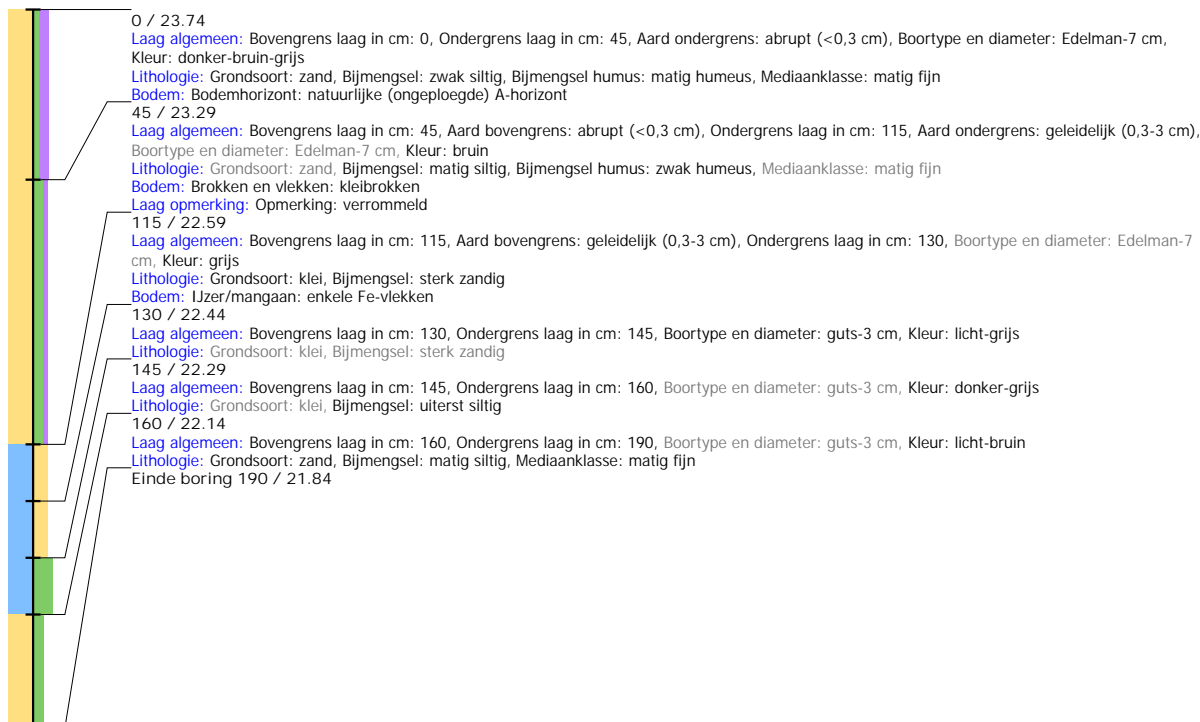 0 / 23.74
Laag algemeen: Bovengrens laag in cm: 0, Ondergrens laag in cm: 45, Aard ondergrens: abrupt (<0,3 cm), Boortype en diameter: Edelman-7 cm,
Kleur: donker-bruin-grijs
Lithologie: Grondsoort: zand, Bijmengsel: zwak siltig, Bijmengsel humus: matig humeus, Mediaanklasse: matig fijn
Bodem: Bodemhorizont: natuurlijke (ongeploegde) A-horizont
45 / 23.29
Laag algemeen: Bovengrens laag in cm: 45, Aard bovengrens: abrupt (<0,3 cm), Ondergrens laag in cm: 115, Aard ondergrens: geleidelijk (0,3-3 cm),
Boortype en diameter: Edelman-7 cm, Kleur: bruin
Lithologie: Grondsoort: zand, Bijmengsel: matig siltig, Bijmengsel humus: zwak humeus, Mediaanklasse: matig fijn
Bodem: Brokken en vlekken: kleibrokken
Laag opmerking: Opmerking: verrommeld
115 / 22.59
Laag algemeen: Bovengrens laag in cm: 115, Aard bovengrens: geleidelijk (0,3-3 cm), Ondergrens laag in cm: 130, Boortype en diameter: Edelman-7
cm, Kleur: grijs
Lithologie: Grondsoort: klei, Bijmengsel: sterk zandig
Bodem: IJzer/mangaan: enkele Fe-vlekken
130 / 22.44
Laag algemeen: Bovengrens laag in cm: 130, Ondergrens laag in cm: 145, Boortype en diameter: guts-3 cm, Kleur: licht-grijs
Lithologie: Grondsoort: klei, Bijmengsel: sterk zandig
145 / 22.29
Laag algemeen: Bovengrens laag in cm: 145, Ondergrens laag in cm: 160, Boortype en diameter: guts-3 cm, Kleur: donker-grijs
Lithologie: Grondsoort: klei, Bijmengsel: uiterst siltig
160 / 22.14
Laag algemeen: Bovengrens laag in cm: 160, Ondergrens laag in cm: 190, Boortype en diameter: guts-3 cm, Kleur: licht-bruin
Lithologie: Grondsoort: zand, Bijmengsel: matig siltig, Mediaanklasse: matig fijn
Einde boring 190 / 21.84